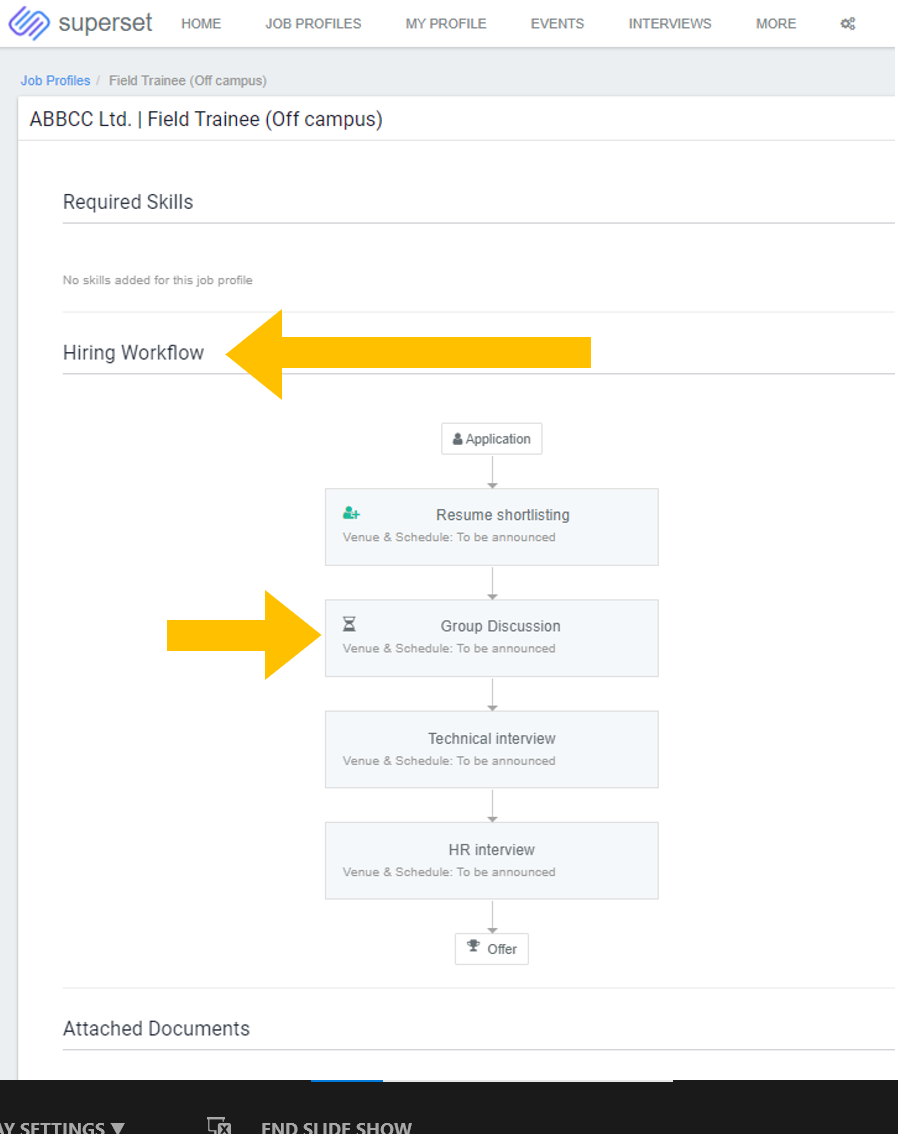 superset HOME JOB PROFILES MY PROFILE EVENTS INTERVIEWS MORE
Job Profiles / Field Trainee (Off campus)
ABBCC Ltd. | Field Trainee (Off campus)
Required Skills
No skills added for this job profile
Hiring Workflow
Application
Resume shortlisting
Venue & Schedule: To be announced
Group Discussion
Venue & Schedule: To be announced
Technical interview
Venue & Schedule: To be announced
HR interview
Venue & Schedule: To be announced
Offer
Attached Documents
AY SETTINGS ▼ END SLIDE SHOW